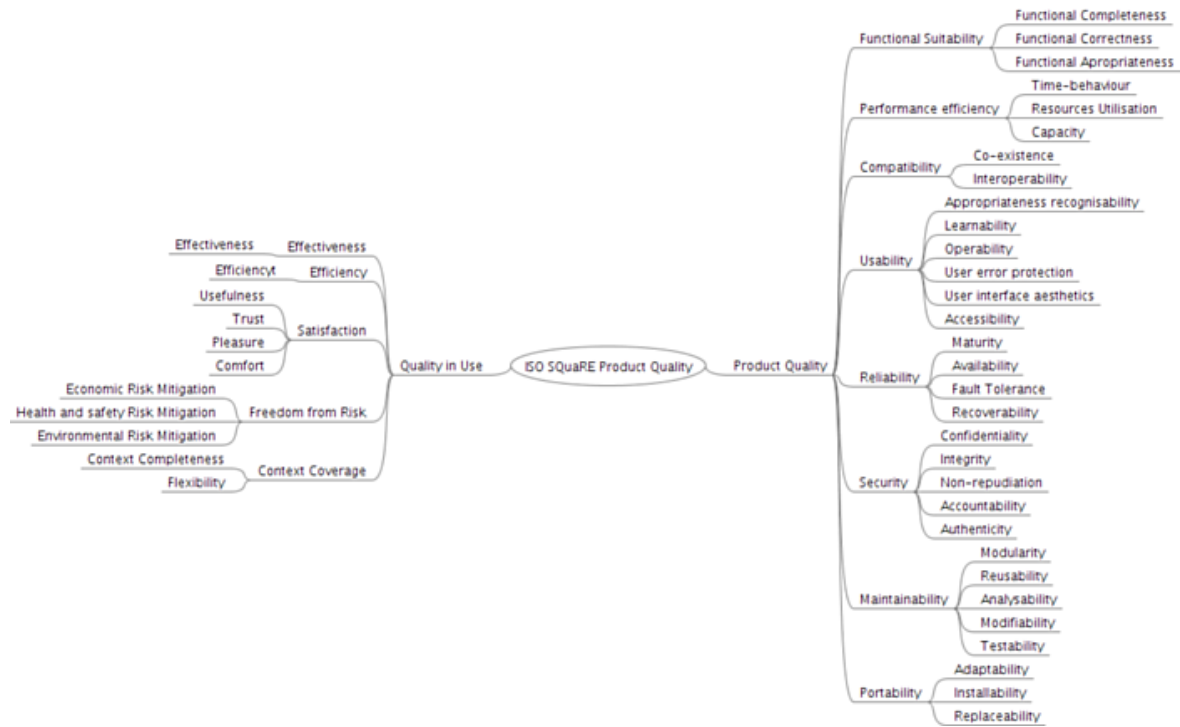 Functional Completeness
Functional Suitability
Functional Correctness
Functional Apropriateness
Time-behaviour
Performance efficiency
Resources Utilisation
Capacity
Co-existence
Compatibility
Interoperability
Appropriateness recognisability
Learnability
Operability
Usability
User error protection
User interface aesthetics
Accessibility
Maturity
Availability
Reliability
Fault Tolerance
Recoverability
Confidentiality
Integrity
Security
Non-repudiation
Accountability
Authenticity
Modularity
Reusability
Maintainability
Analysability
Modifiability
Testability
Adaptability
Portability
Installability
Replaceability
Product Quality
ISO SQuaRE Product Quality
Quality in Use
Effectiveness
Effectiveness
Efficiency
Efficiencyt
Satisfaction
Usefulness
Trust
Pleasure
Comfort
Freedom from Risk
Economic Risk Mitigation
Health and safety Risk Mitigation
Environmental Risk Mitigation
Context Coverage
Context Completeness
Flexibility